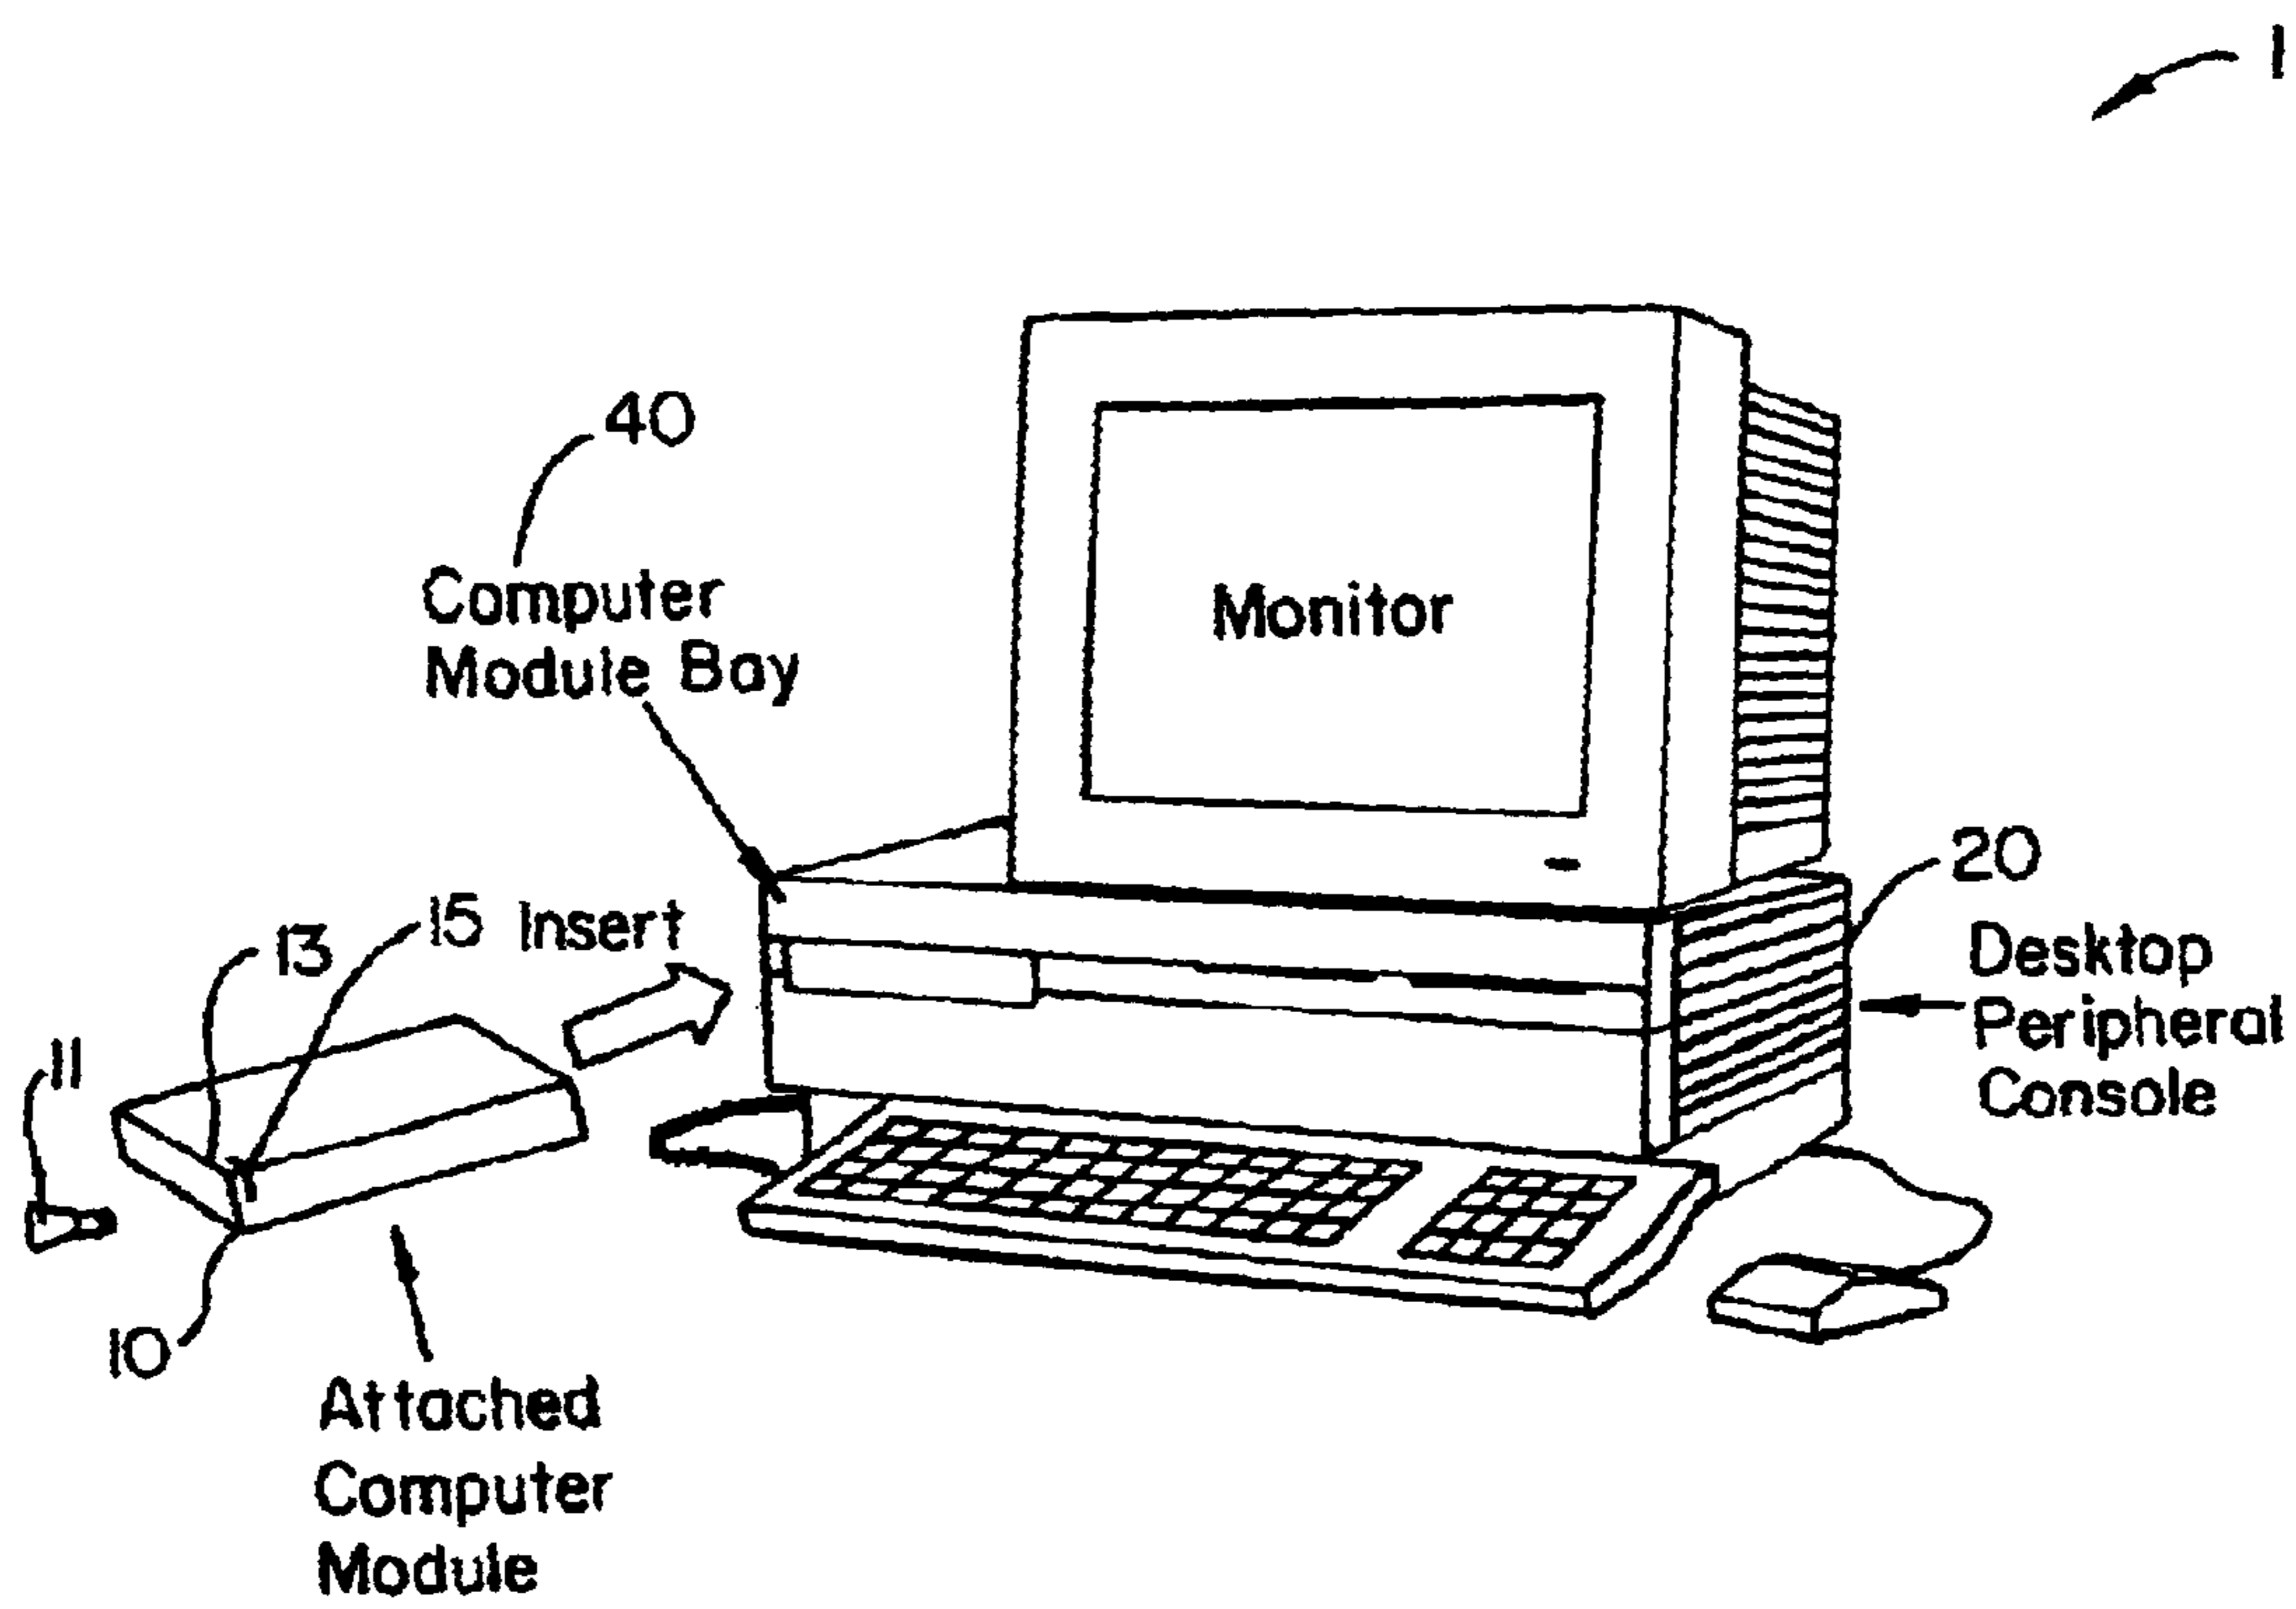 1
40
Computer
Module Bay
Monitor
20
Desktop
Peripheral
Console
15 Insert
13
11
10
Attached
Computer
Module